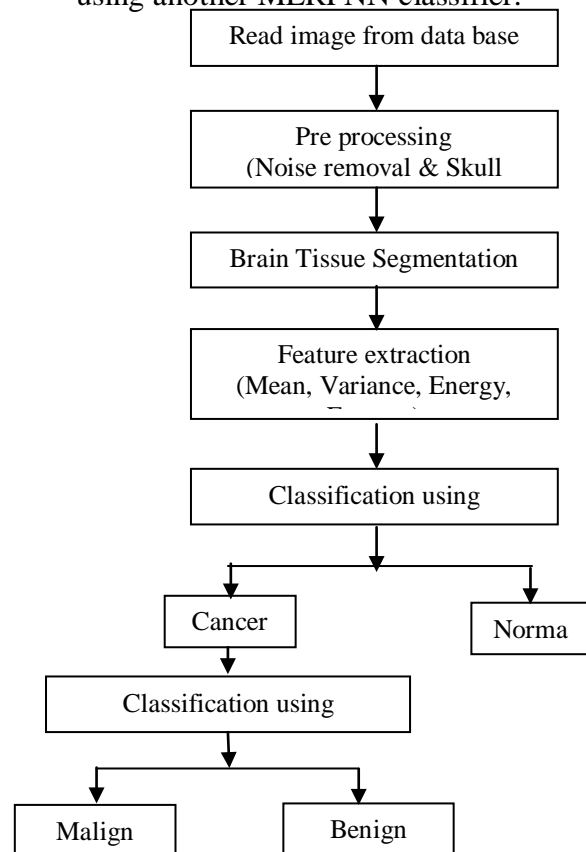 using another classifier.
Read image from data base
Pre processing
(Noise removal & Skull
Brain Tissue Segmentation
Feature extraction
(Mean, Variance, Energy,
Classification using
Cancer
Norma
Classification using
Malign
Benign